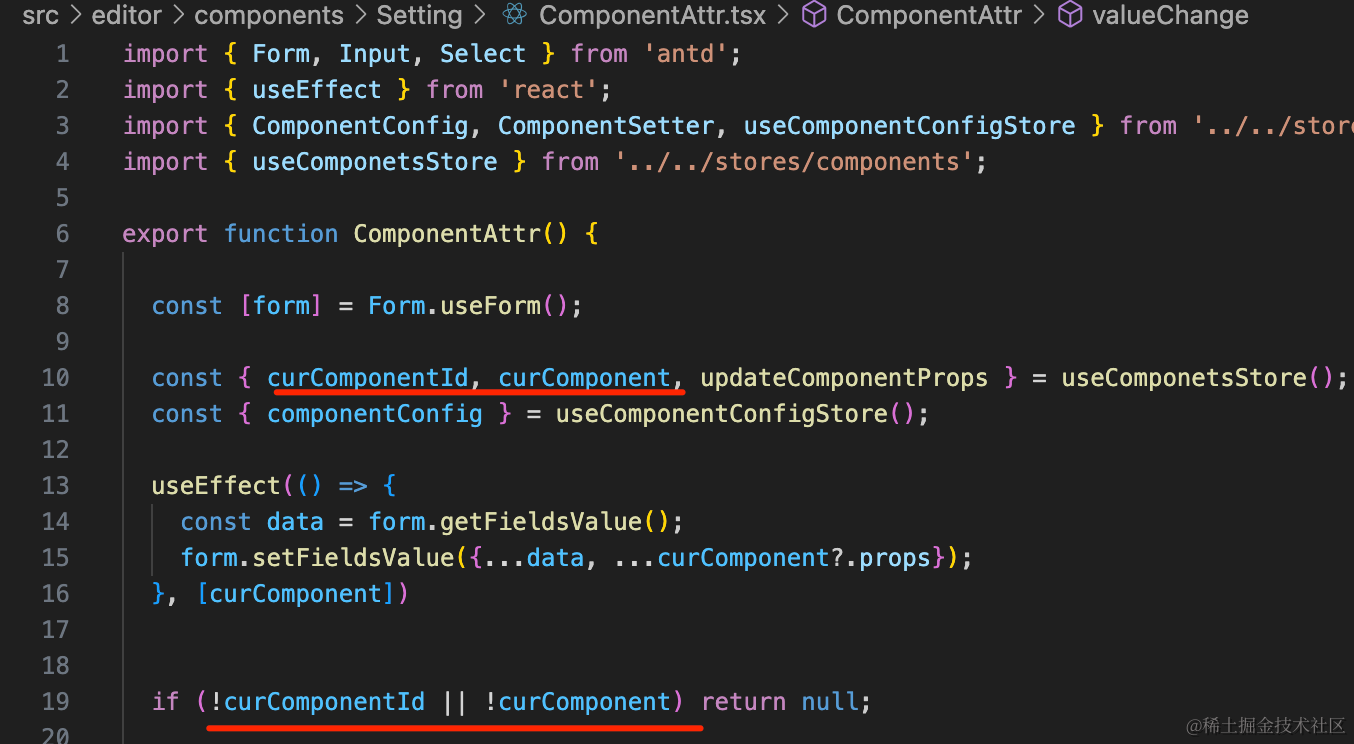 src > editor > components > Setting > ComponentAttr.tsx > ComponentAttr > valueChange
1 import { Form, Input, Select } from 'antd';
2 import { useEffect } from 'react';
3 import { ComponentConfig, ComponentSetter, useComponentConfigStore } from '../../store
4 import { useComponetsStore } from '../../stores/components';
5
6 export function ComponentAttr() {
7
8 const [form] = Form.useForm();
9
10 const { curComponentId, curComponent, updateComponentProps } = useComponetsStore();
11 const { componentConfig } = useComponentConfigStore();
12
13 useEffect(() => {
14 const data = form.getFieldsValue();
15 form.setFieldsValue({...data, ...curComponent?.props});
16 }, [curComponent])
17
18
19 if (!curComponentId || !curComponent) return null;
20
@稀土掘金技术社区